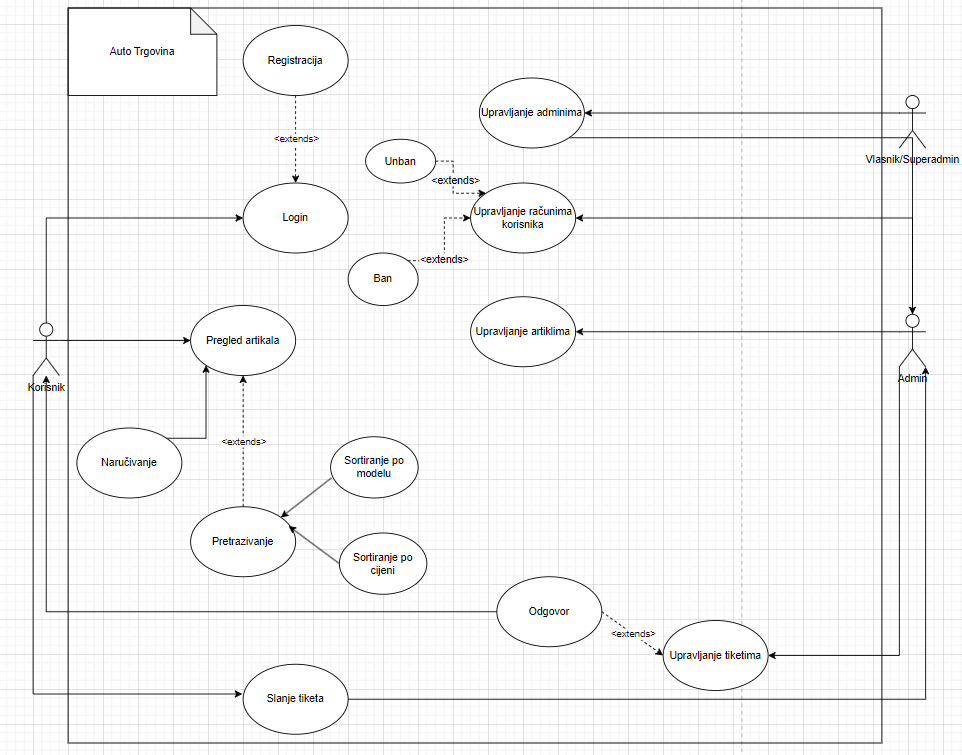 Auto Trgovina
Registracija
<extends>
Upravljanje adminima
Vlasnik/Superadmin
Unban
<extends>
Login
Upravljanje računima
korisnika
<extends>
Ban
Pregled artikala
Upravljanje artiklima
Korisnik
Admin
<extends>
Naručivanje
Sortiranje po
modelu
Pretrazivanje
Sortiranje po
cijeni
Odgovor
<extends>
Upravljanje tiketima
Slanje tiketa